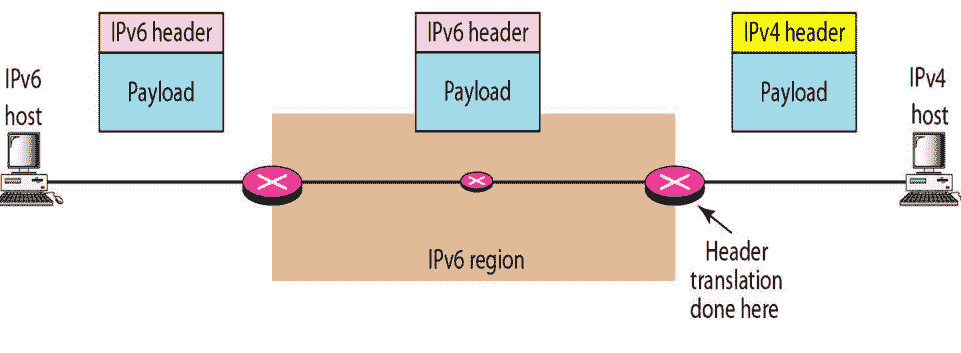 IPv6 header
Payload
IPv6 header
Payload
IPv4 header
Payload
IPv6
host
IPv4
host
IPv6 region
Header
translation
done here